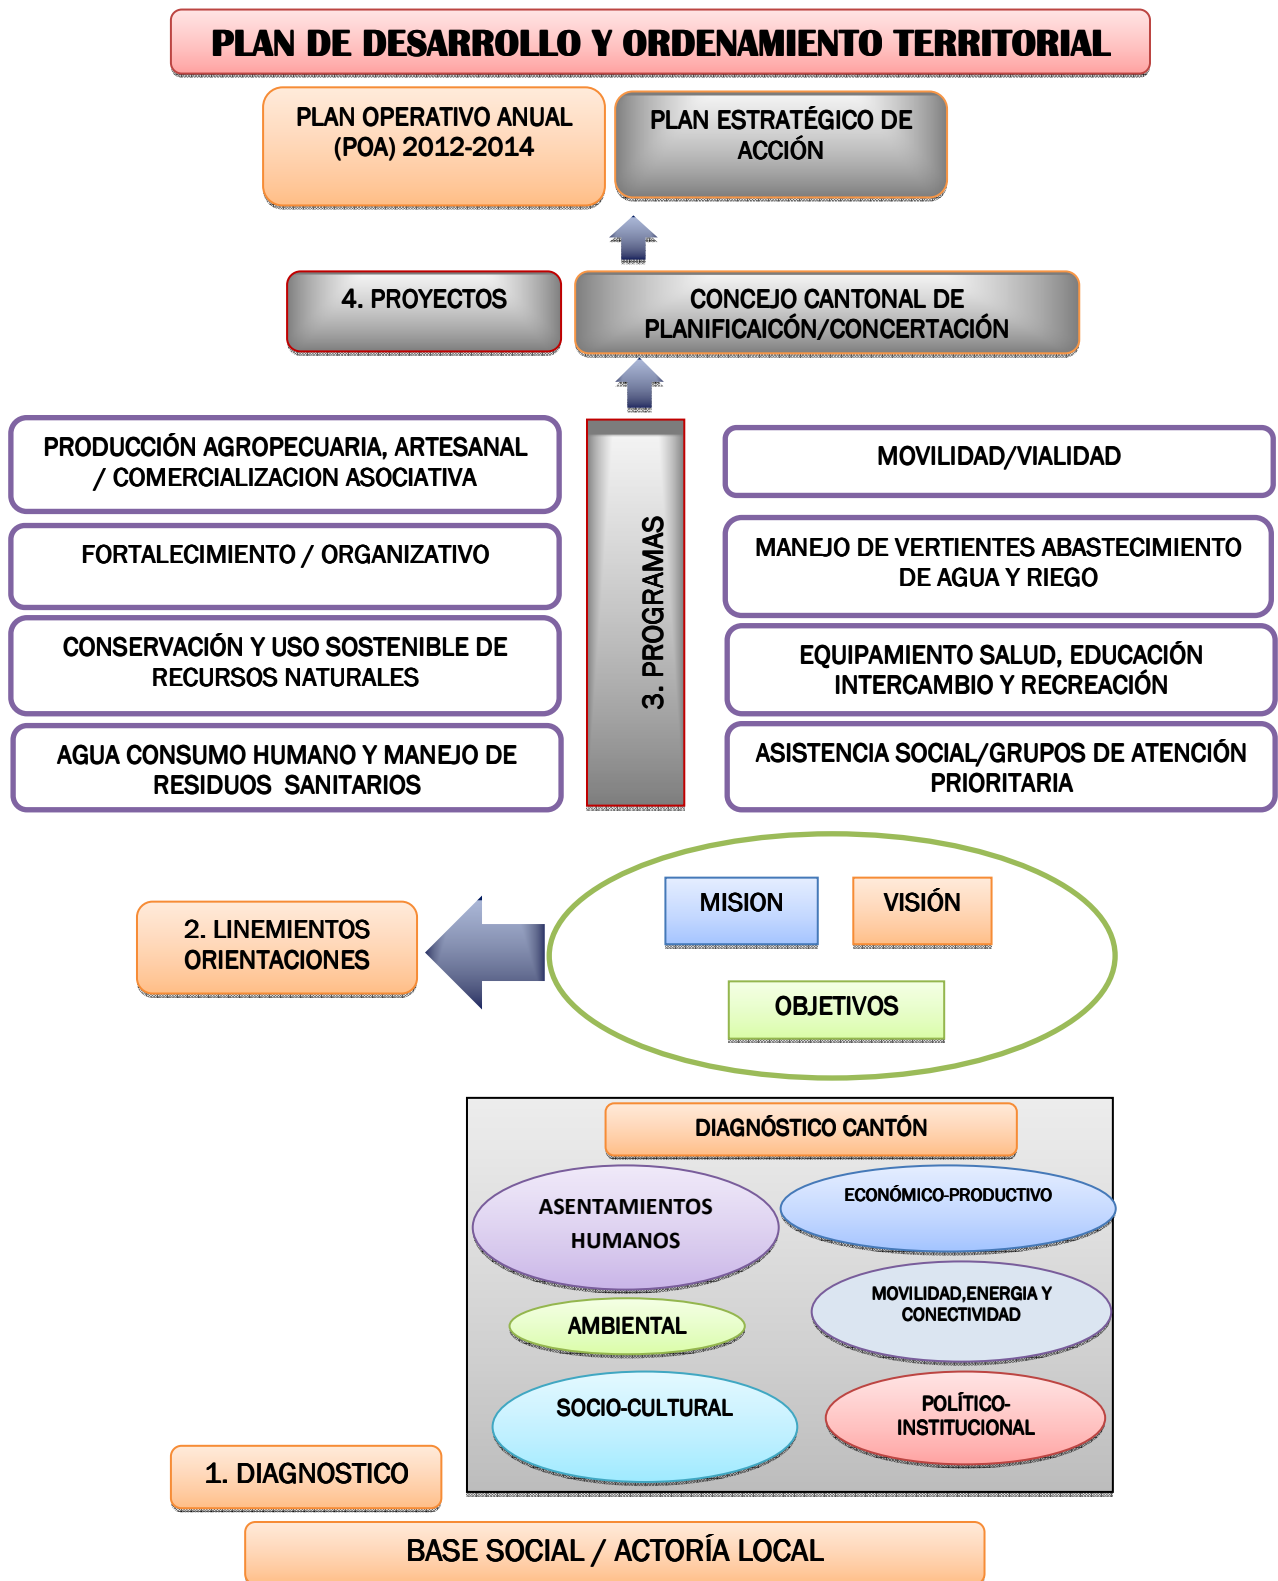 PLAN DE DESARROLLO Y ORDENAMIENTO TERRITORIAL
PLAN OPERATIVO ANUAL
(POA) 2012-2014
PLAN ESTRATÉGICO DE
ACCIÓN
4. PROYECTOS
CONCEJO CANTONAL DE
PLANIFICAICÓN/CONCERTACIÓN
PRODUCCIÓN AGROPECUARIA, ARTESANAL
/ COMERCIALIZACION ASOCIATIVA
FORTALECIMIENTO / ORGANIZATIVO
CONSERVACIÓN Y USO SOSTENIBLE DE
RECURSOS NATURALES
AGUA CONSUMO HUMANO Y MANEJO DE
RESIDUOS SANITARIOS
3. PROGRAMAS
MOVILIDAD/VIALIDAD
MANEJO DE VERTIENTES ABASTECIMIENTO
DE AGUA Y RIEGO
EQUIPAMIENTO SALUD, EDUCACIÓN
INTERCAMBIO Y RECREACIÓN
ASISTENCIA SOCIAL/GRUPOS DE ATENCIÓN
PRIORITARIA
2. LINEMIENTOS
ORIENTACIONES
MISION
VISIÓN
OBJETIVOS
DIAGNÓSTICO CANTÓN
ASENTAMIENTOS
HUMANOS
ECONÓMICO-PRODUCTIVO
AMBIENTAL
MOVILIDAD,ENERGIA Y
CONECTIVIDAD
SOCIO-CULTURAL
POLÍTICO-
INSTITUCIONAL
1. DIAGNOSTICO
BASE SOCIAL / ACTORÍA LOCAL